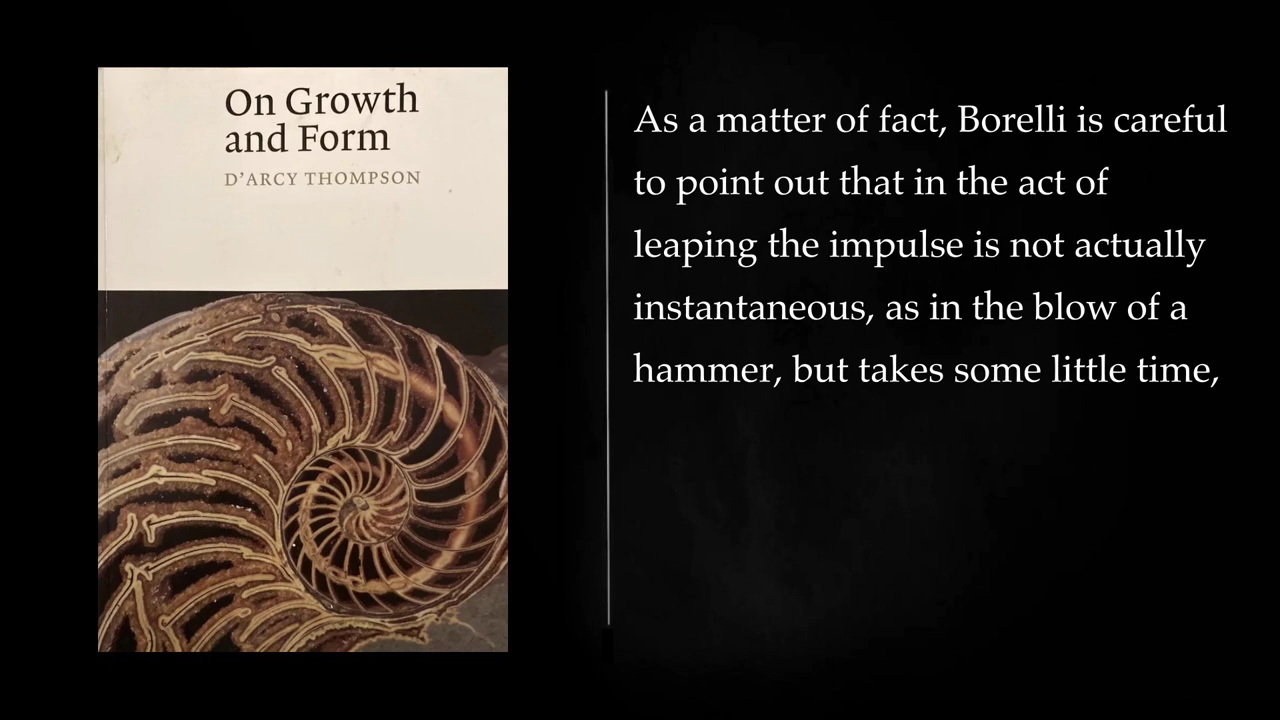 On Growth
and Form
D'ARCY THOMPSON
As a matter of fact, Borelli is careful
to point out that in the act of
leaping the impulse is not actually
instantaneous, as in the blow of a
hammer, but takes some little time,